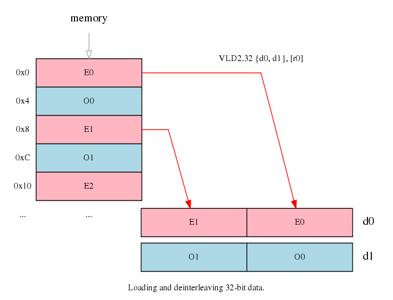 memory
VLD2.32 {d0, d1}, [r0]
0x0 E0
0x4 O0
0x8 E1
0xC O1
0x10 E2
... ...
E1 E0 d0
O1 O0 d1
Loading and deinterleaving 32-bit data.